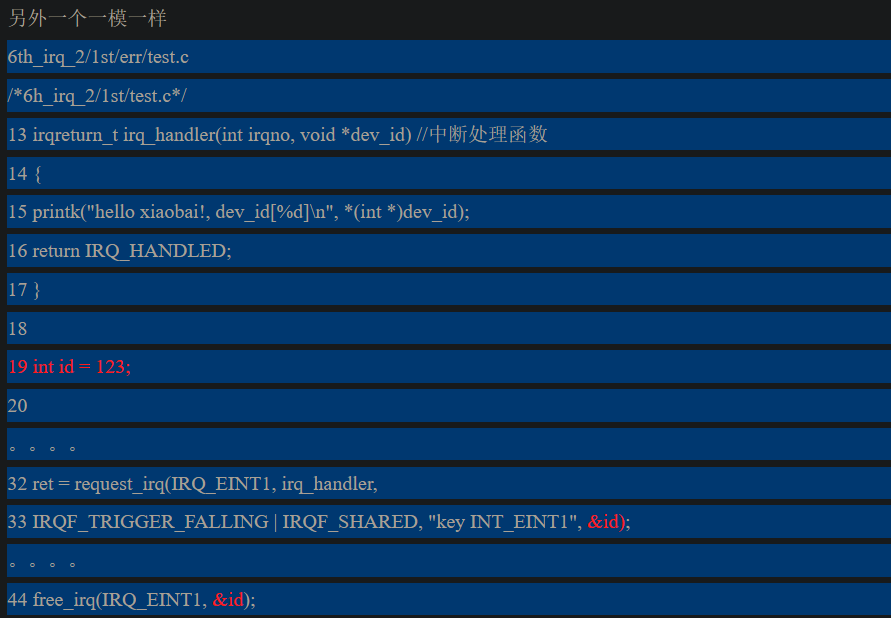 另外一个一模一样
6th_irq_2/1st/err/test.c
/*6h_irq_2/1st/test.c*/
13 irqreturn_t irq_handler(int irqno, void *dev_id) //中断处理函数
14 {
15 printk("hello xiaobai!, dev_id[%d]\n", *(int *)dev_id);
16 return IRQ_HANDLED;
17 }
18
19 int id = 123;
20
。。。。
32 ret = request_irq(IRQ_EINT1, irq_handler,
33 IRQF_TRIGGER_FALLING | IRQF_SHARED, "key INT_EINT1", &id);
。。。。
44 free_irq(IRQ_EINT1, &id);